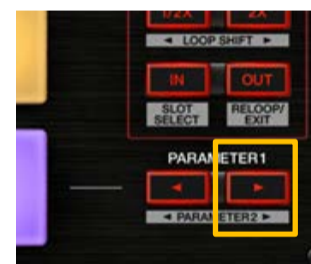 1/2X 2X
◄ LOOP SHIFT ►
IN OUT
SLOT SELECT RELOOP/ EXIT
PARAMETER1
◄ ►
◄ PARAMETER2 ►